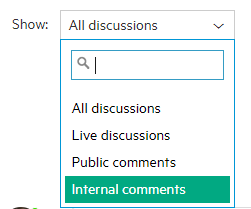 Show: All discussions
All discussions
Live discussions
Public comments
Internal comments